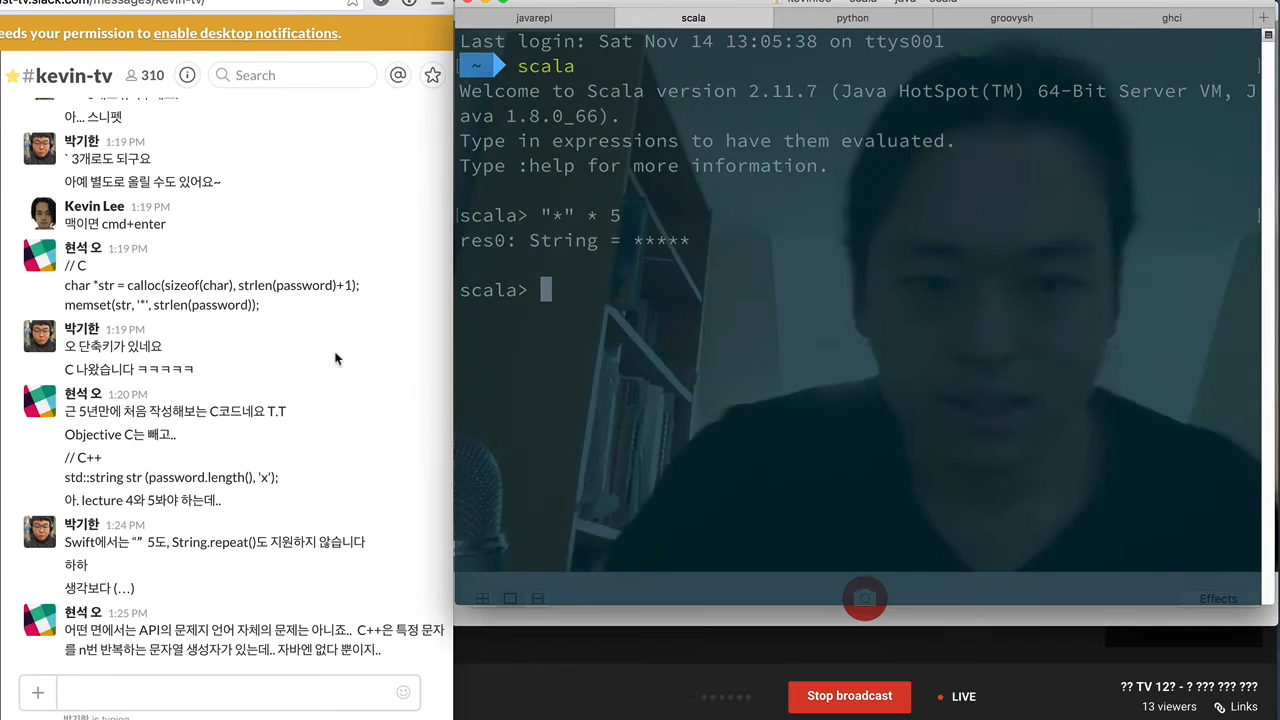 st-tv.slack.com/messages/kevin-tv/
eeds your permission to enable desktop notifications.
#kevin-tv 310 Search
아... 스니펫
박기한 1:19 PM
` 3개로도 되구요
아예 별도로 올릴 수도 있어요~
Kevin Lee 1:19 PM
맥이면 cmd+enter
현석 오 1:19 PM
// C
char *str = calloc(sizeof(char), strlen(password)+1);
memset(str, '*', strlen(password));
박기한 1:19 PM
오 단축키가 있네요
C 나왔습니다 ㅋㅋㅋㅋㅋ
현석 오 1:20 PM
근 5년만에 처음 작성해보는 C코드네요 T.T
Objective C는 빼고..
// C++
std::string str (password.length(), 'x');
아. lecture 4와 5봐야 하는데..
박기한 1:24 PM
Swift에서는 “” 5도, String.repeat()도 지원하지 않습니다
하하
생각보다 (…)
현석 오 1:25 PM
어떤 면에서는 API의 문제지 언어 자체의 문제는 아니죠.. C++은 특정 문자
를 n번 반복하는 문자열 생성자가 있는데.. 자바엔 없다 뿐이지..
박기한 is typing
javarepl scala python groovysh ghci
Last login: Sat Nov 14 13:05:38 on ttys001
~ scala
Welcome to Scala version 2.11.7 (Java HotSpot(TM) 64-Bit Server VM, J
ava 1.8.0_66).
Type in expressions to have them evaluated.
Type :help for more information.
scala> "*" * 5
res0: String = *****
scala>
Effects
Stop broadcast
LIVE
?? TV 12? - ? ??? ??? ???
13 viewers Links